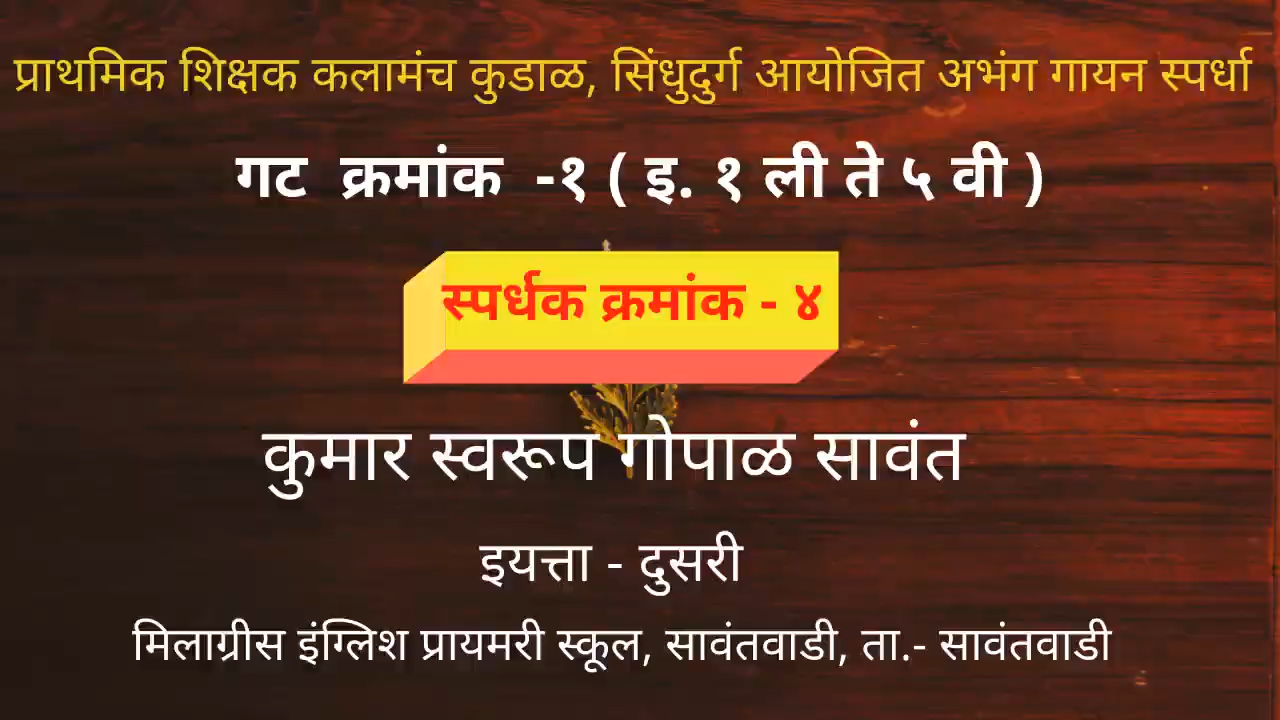 प्राथमिक शिक्षक कलामंच कुडाळ, सिंधुदुर्ग आयोजित अभंग गायन स्पर्धा
गट क्रमांक -१ ( इ. १ ली ते ५ वी )
स्पर्धक क्रमांक - ४
कुमार स्वरूप गोपाळ सावंत
इयत्ता - दुसरी
मिलाग्रीस इंग्लिश प्रायमरी स्कूल, सावंतवाडी, ता.- सावंतवाडी